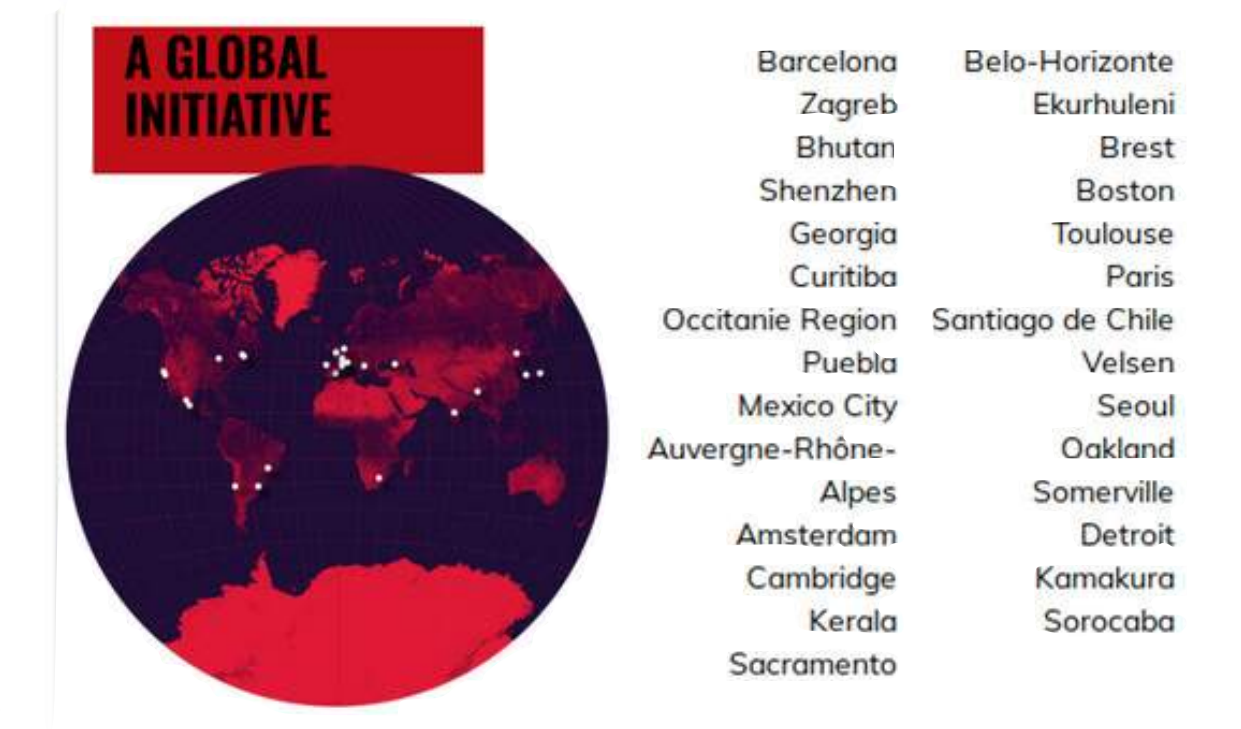 A GLOBAL
INITIATIVE
Barcelona
Zagreb
Bhutan
Shenzhen
Georgia
Curitiba
Occitanie Region
Puebla
Mexico City
Auvergne-Rhône-
Alpes
Amsterdam
Cambridge
Kerala
Sacramento
Belo-Horizonte
Ekurhuleni
Brest
Boston
Toulouse
Paris
Santiago de Chile
Velsen
Seoul
Oakland
Somerville
Detroit
Kamakura
Sorocaba